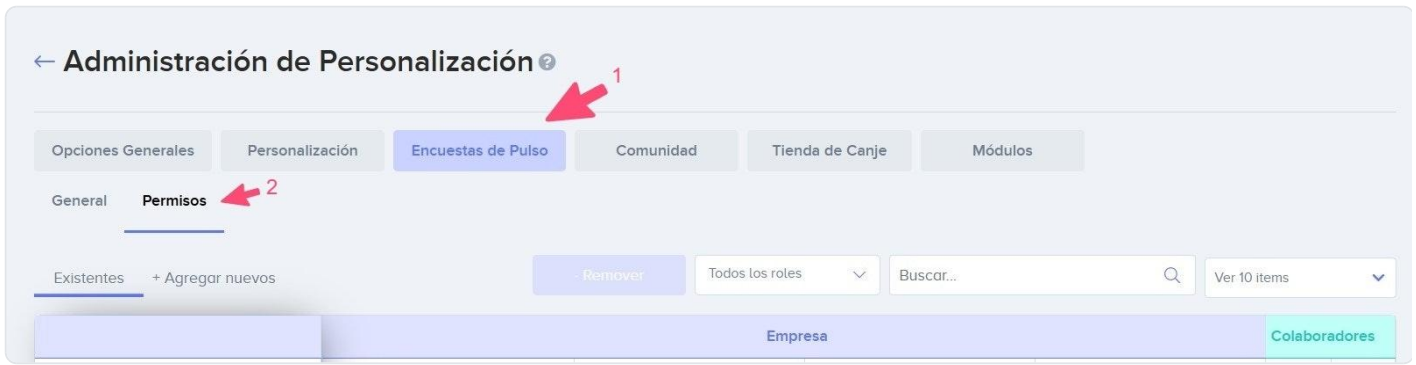 ← Administración de Personalización ?
1
Opciones Generales Personalización Encuestas de Pulso Comunidad Tienda de Canje Módulos
2
General Permisos
Existentes + Agregar nuevos - Remover Todos los roles Buscar... Ver 10 items
Empresa Colaboradores